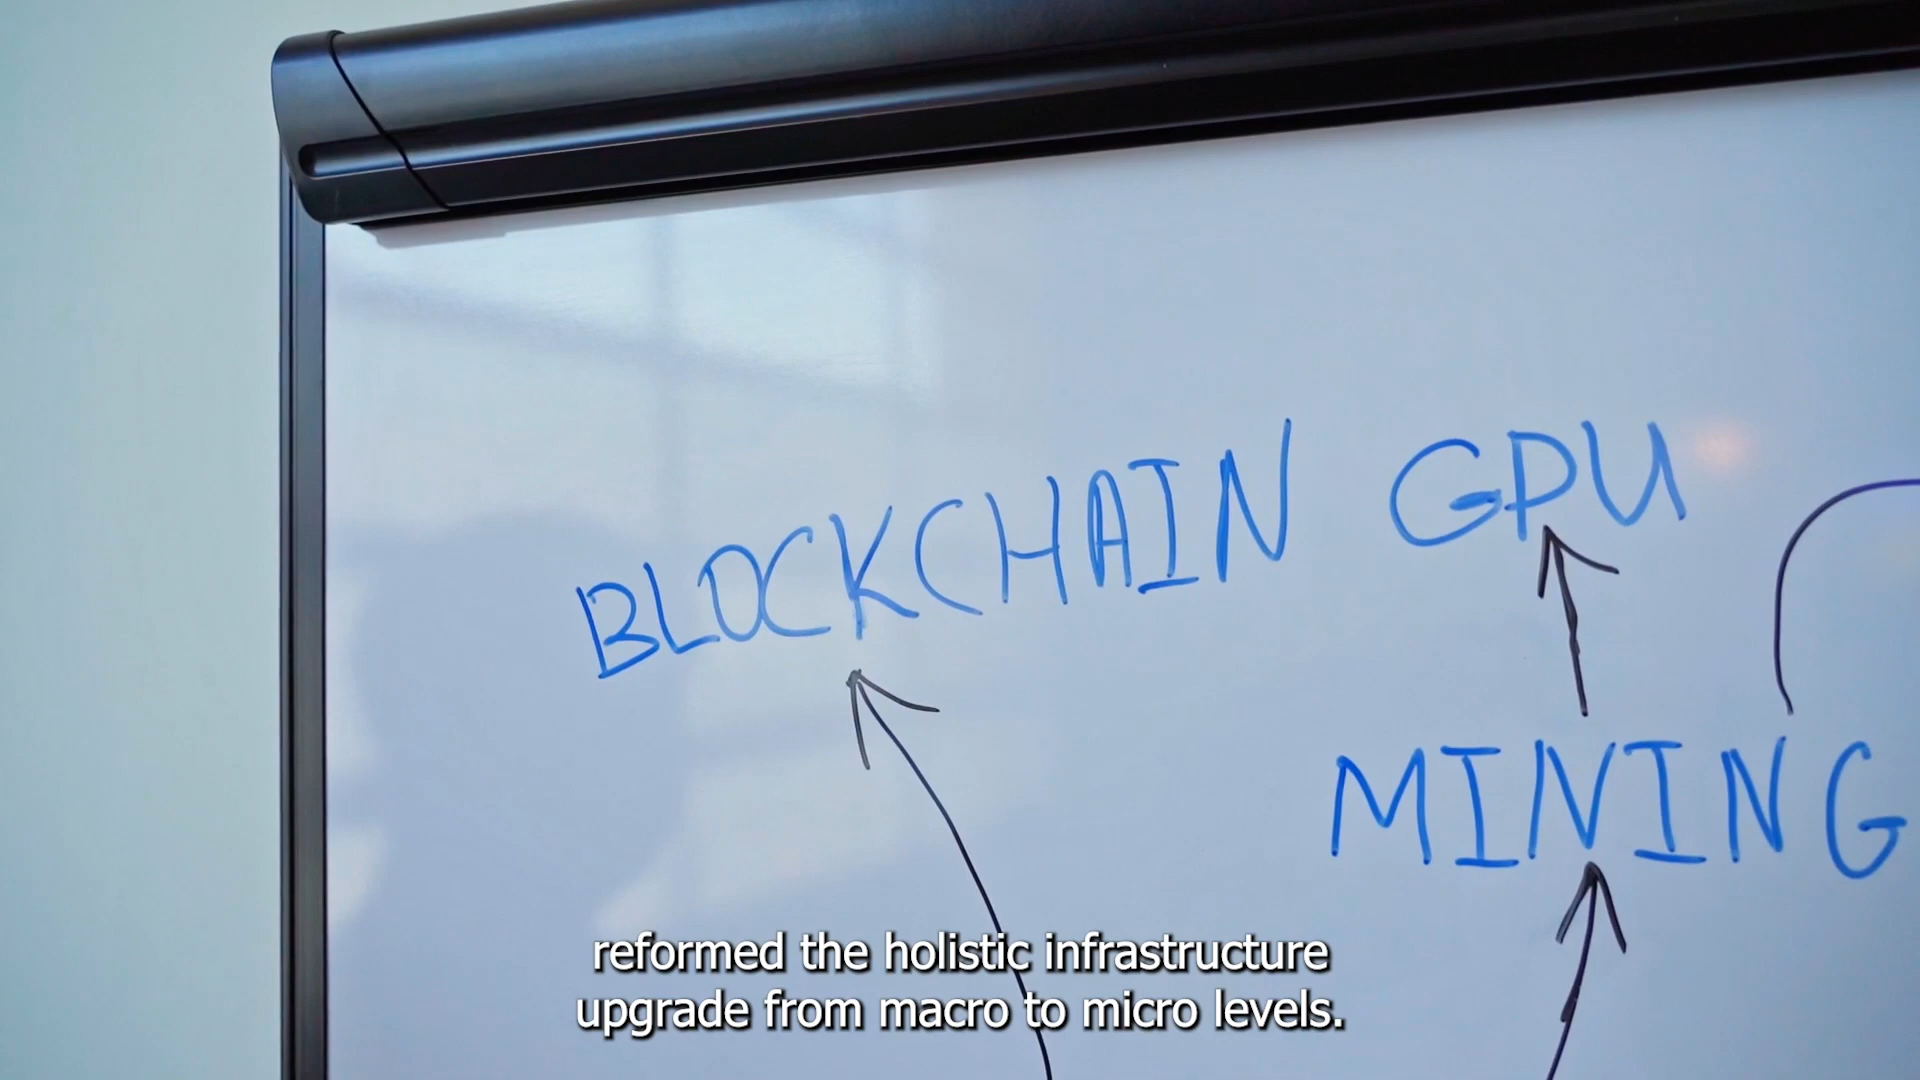 BLOCKCHAIN GPU
MINING
reformed the holistic infrastructure
upgrade from macro to micro levels.